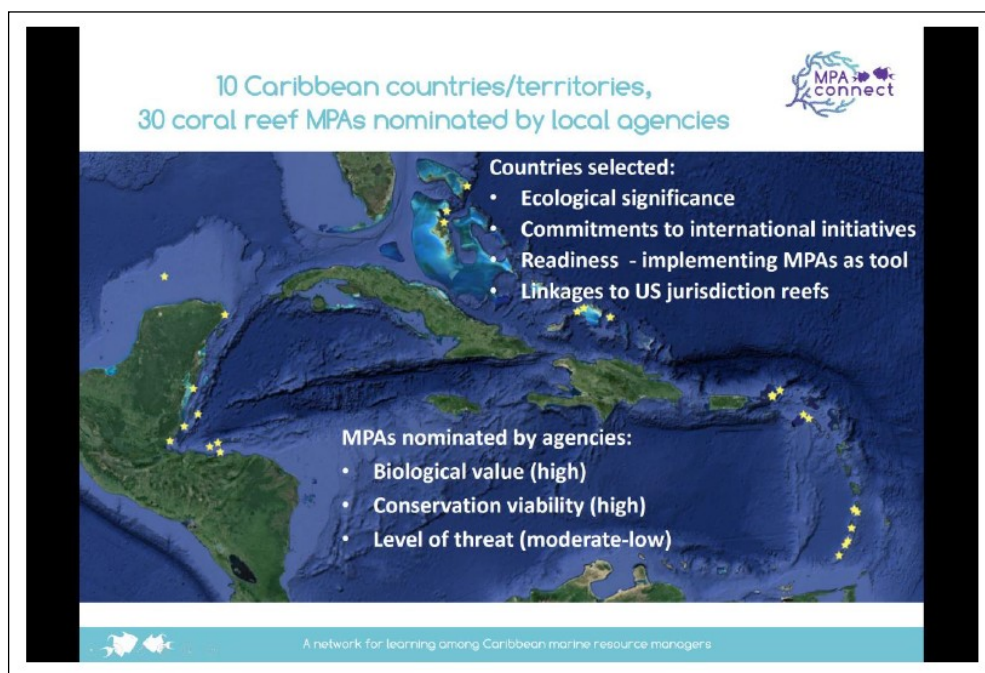 10 Caribbean countries/territories,
30 coral reef MPAs nominated by local agencies
MPA
connect
Countries selected:
• Ecological significance
• Commitments to international initiatives
• Readiness - implementing MPAs as tool
• Linkages to US jurisdiction reefs
MPAs nominated by agencies:
• Biological value (high)
• Conservation viability (high)
• Level of threat (moderate-low)
A network for learning among Caribbean marine resource managers